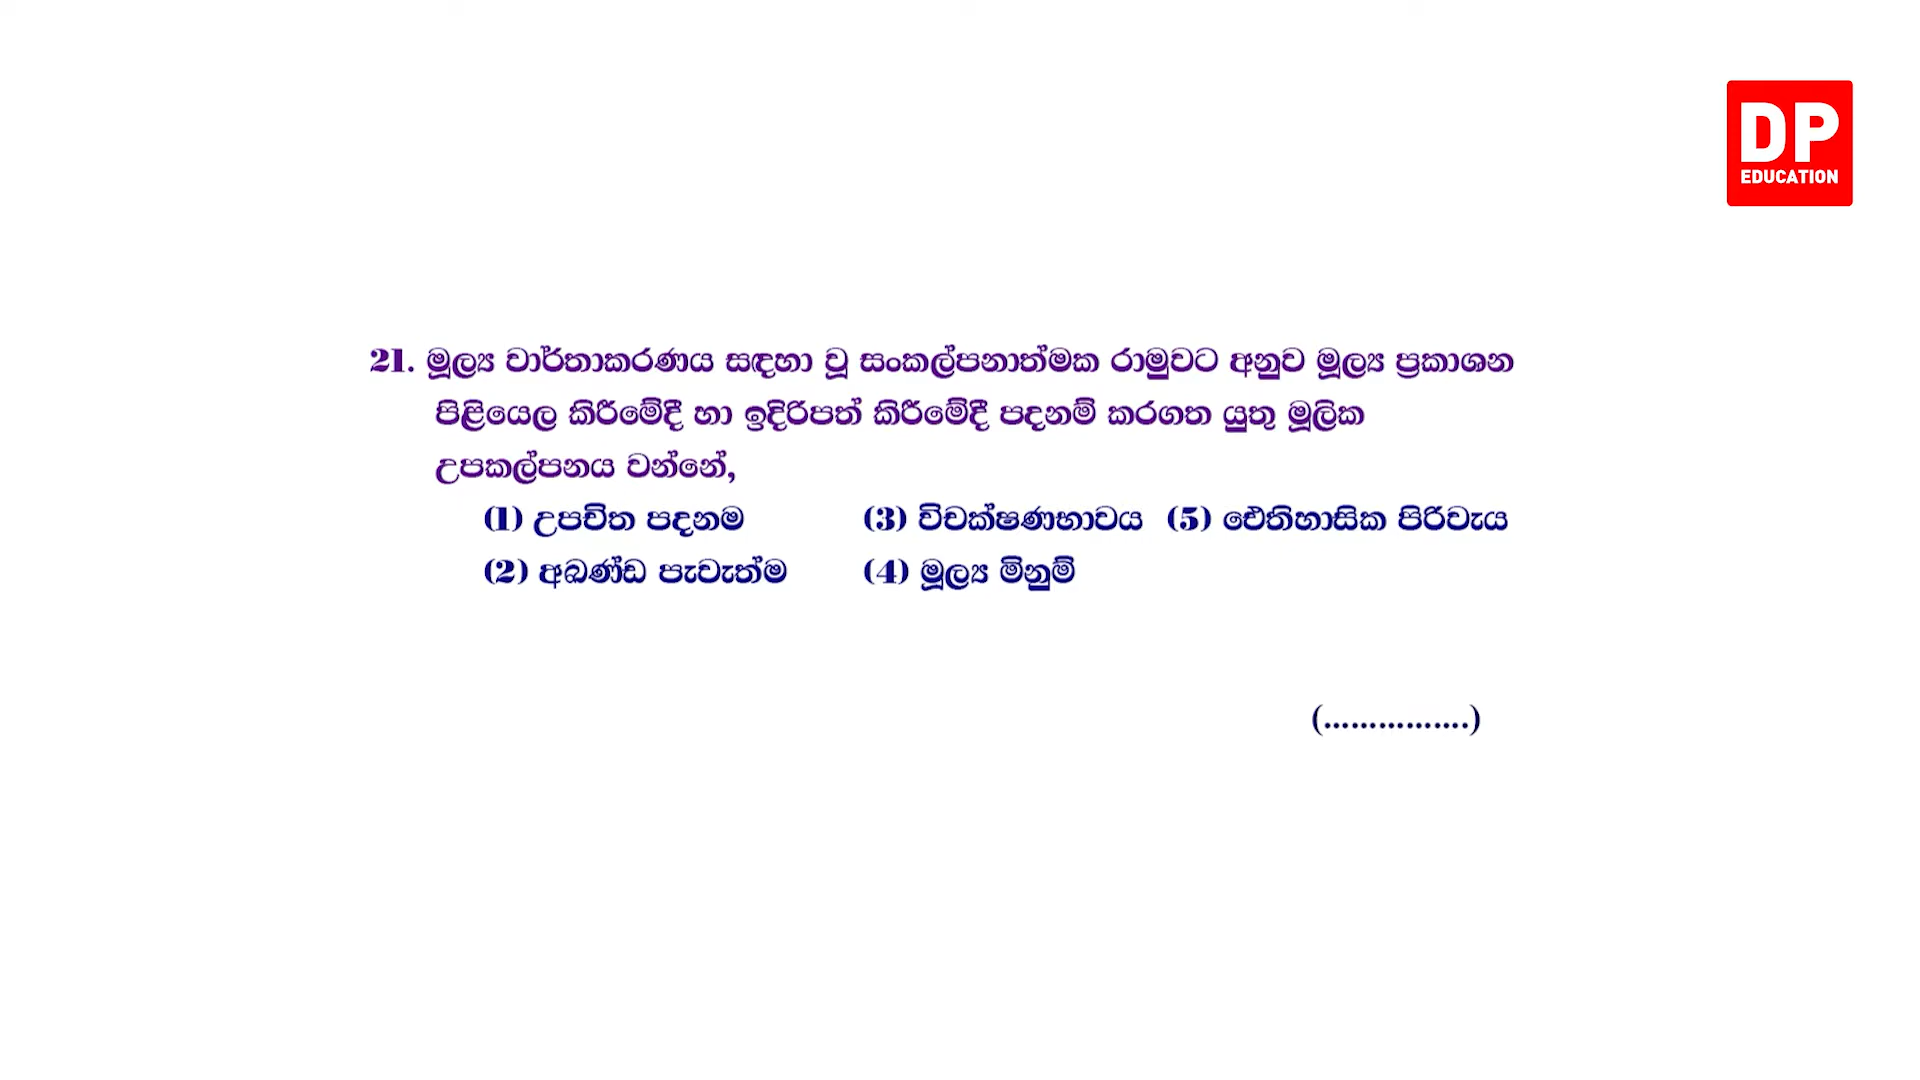 DP
EDUCATION
21. මූල්‍ය වාර්තාකරණය සඳහා වූ සංකල්පනාත්මක රාමුවට අනුව මූල්‍ය ප්‍රකාශන
පිළියෙල කිරීමේදී හා ඉදිරිපත් කිරීමේදී පදනම් කරගත යුතු මූලික
උපකල්පනය වන්නේ,
(1) උපචිත පදනම (3) විචක්ෂණභාවය (5) ඓතිහාසික පිරිවැය
(2) අඛණ්ඩ පැවැත්ම (4) මූල්‍ය මිනුම්
(................)